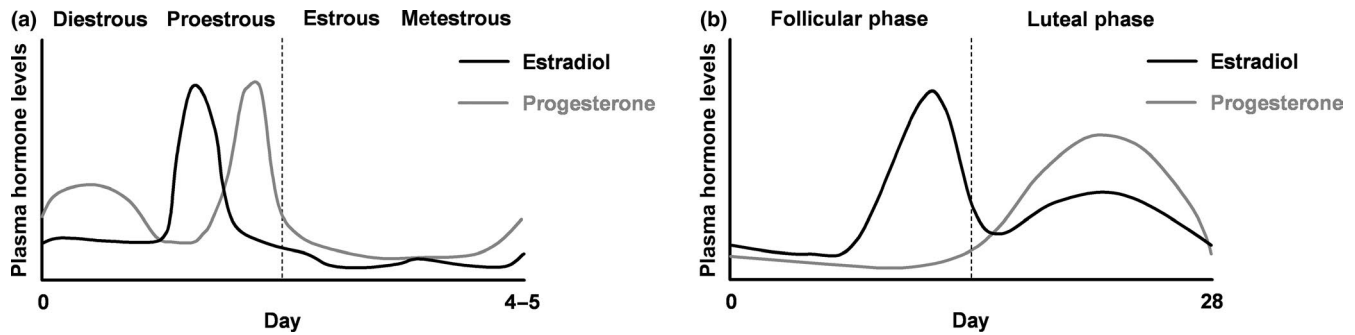 (a) Diestrous Proestrous Estrous Metestrous
Plasma hormone levels
Estradiol
Progesterone
0 4–5
Day
(b) Follicular phase Luteal phase
Plasma hormone levels
Estradiol
Progesterone
0 28
Day